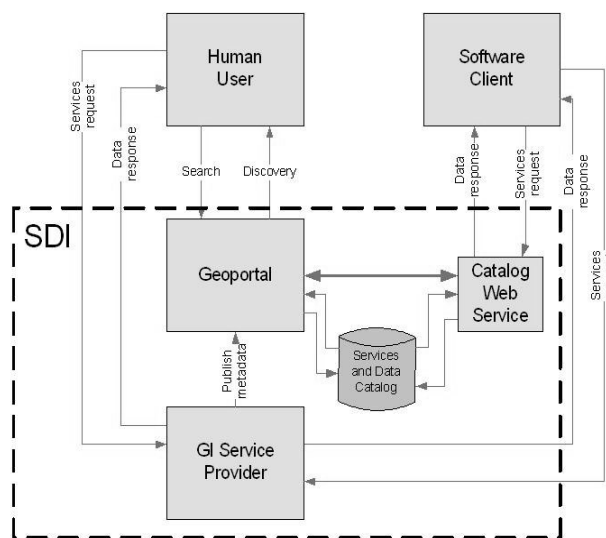 Human
User
Software
Client
Services
request
Data
response
Search
Discovery
Data
response
Services
request
Data
response
Services
SDI
Geoportal
Catalog
Web
Service
Services
and Data
Catalog
Publish
metadata
GI Service
Provider